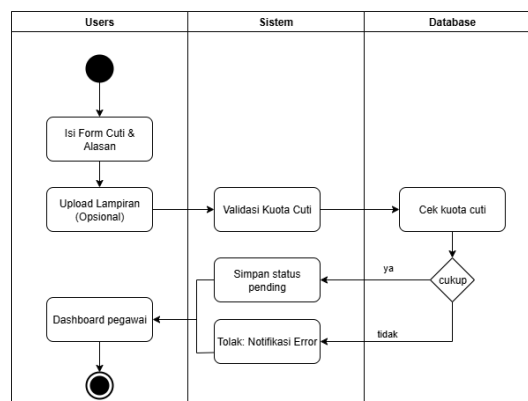 Users
Sistem
Database
Isi Form Cuti &
Alasan
Upload Lampiran
(Opsional)
Validasi Kuota Cuti
Cek kuota cuti
cukup
ya
Simpan status
pending
tidak
Tolak: Notifikasi Error
Dashboard pegawai